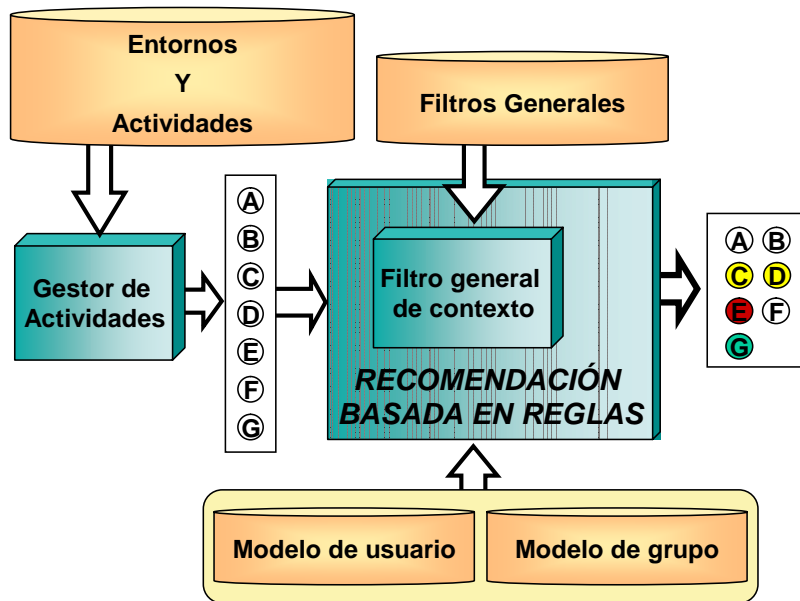 Entornos
Y
Actividades
Filtros Generales
Gestor de
Actividades
A
B
C
D
E
F
G
Filtro general
de contexto
RECOMENDACIÓN
BASADA EN REGLAS
A B
C D
E F
G
Modelo de usuario
Modelo de grupo